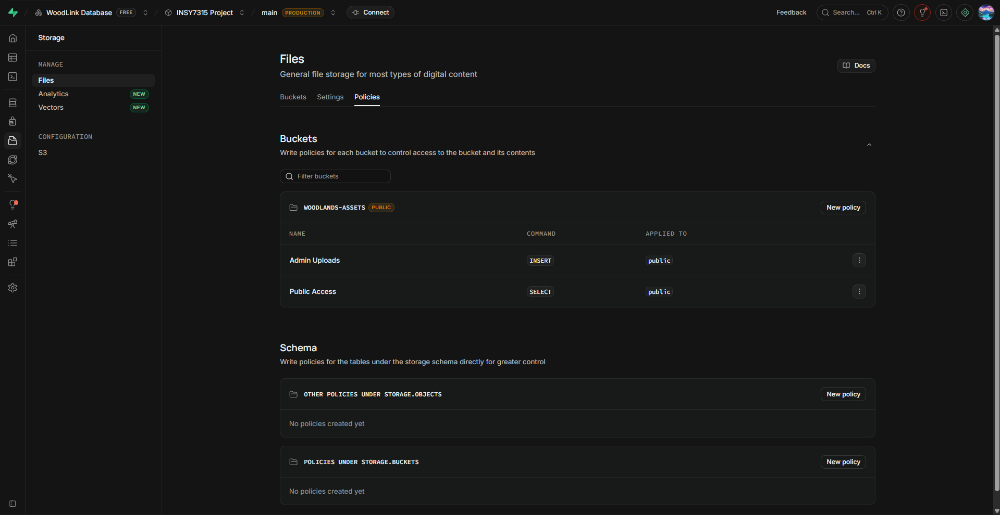 WoodLink Database FREE INSY7315 Project main PRODUCTION Connect Feedback Search... Ctrl K
Storage
MANAGE
Files
Analytics NEW
Vectors NEW
CONFIGURATION
S3
Files
General file storage for most types of digital content
Docs
Buckets Settings Policies
Buckets
Write policies for each bucket to control access to the bucket and its contents
Filter buckets
WOODLANDS-ASSETS PUBLIC New policy
NAME COMMAND APPLIED TO
Admin Uploads INSERT public
Public Access SELECT public
Schema
Write policies for the tables under the storage schema directly for greater control
OTHER POLICIES UNDER STORAGE.OBJECTS New policy
No policies created yet
POLICIES UNDER STORAGE.BUCKETS New policy
No policies created yet